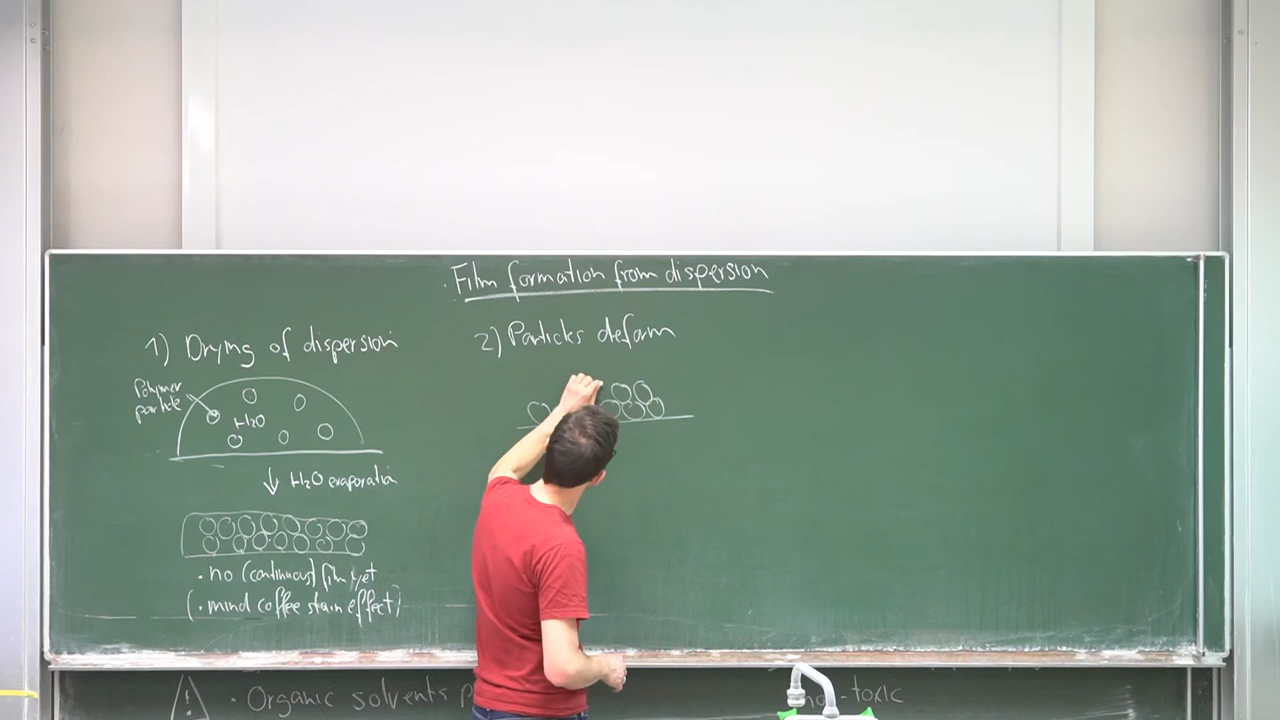 Film formation from dispersion
1) Drying of dispersion
Polymer
particle
H2O
↓ H2O evaporation
• no (continuous) film yet
(• mind coffee stain effect)
2) Particles deform
• Organic solvents
-toxic